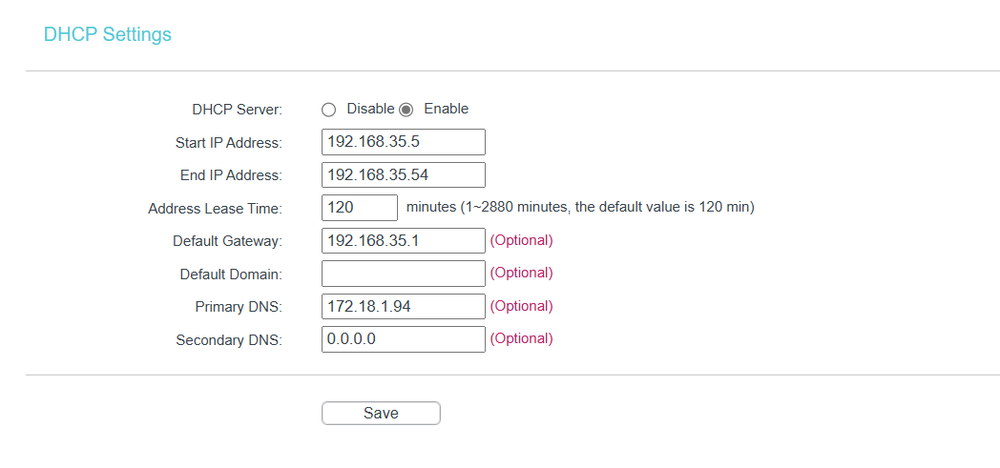 DHCP Settings
DHCP Server: Disable Enable
Start IP Address: 192.168.35.5
End IP Address: 192.168.35.54
Address Lease Time: 120 minutes (1~2880 minutes, the default value is 120 min)
Default Gateway: 192.168.35.1 (Optional)
Default Domain: (Optional)
Primary DNS: 172.18.1.94 (Optional)
Secondary DNS: 0.0.0.0 (Optional)
Save